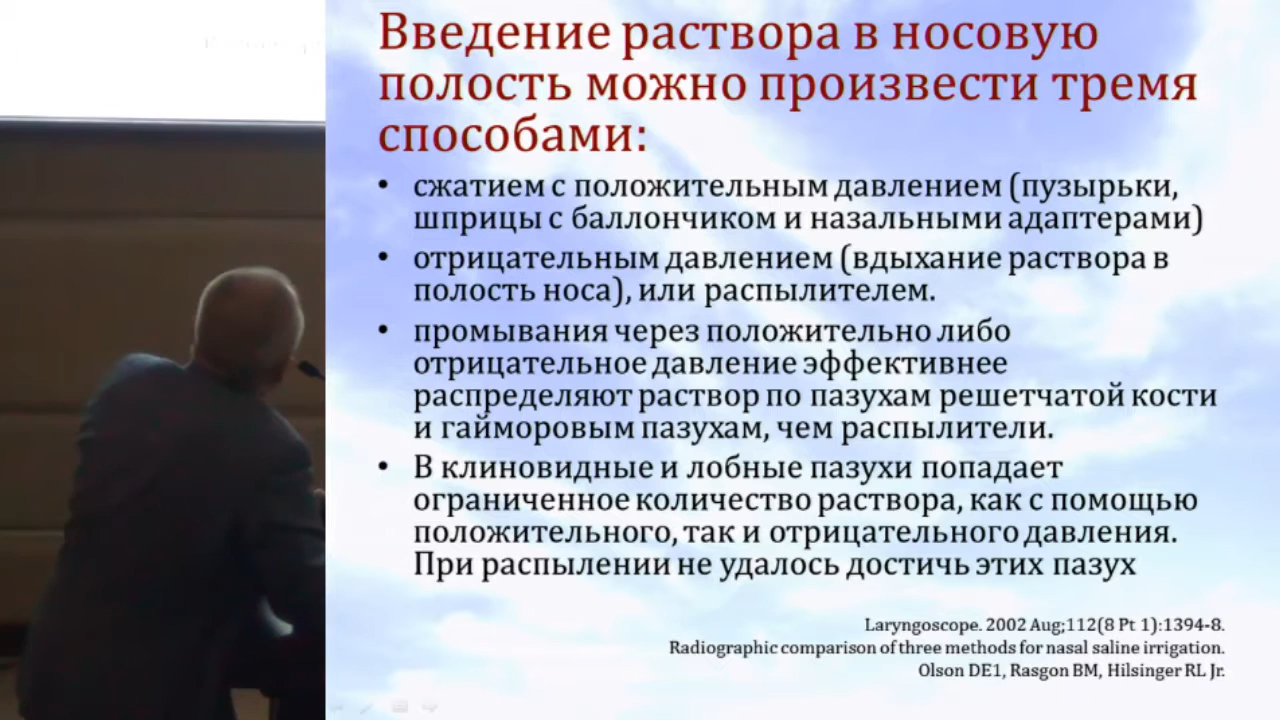 Введение раствора в носовую
полость можно произвести тремя
способами:
• сжатием с положительным давлением (пузырьки,
шприцы с баллончиком и назальными адаптерами)
• отрицательным давлением (вдыхание раствора в
полость носа), или распылителем.
• промывания через положительно либо
отрицательное давление эффективнее
распределяют раствор по пазухам решетчатой кости
и гайморовым пазухам, чем распылители.
• В клиновидные и лобные пазухи попадает
ограниченное количество раствора, как с помощью
положительного, так и отрицательного давления.
При распылении не удалось достичь этих пазух
Laryngoscope. 2002 Aug;112(8 Pt 1):1394-8.
Radiographic comparison of three methods for nasal saline irrigation.
Olson DE1, Rasgon BM, Hilsinger RL Jr.